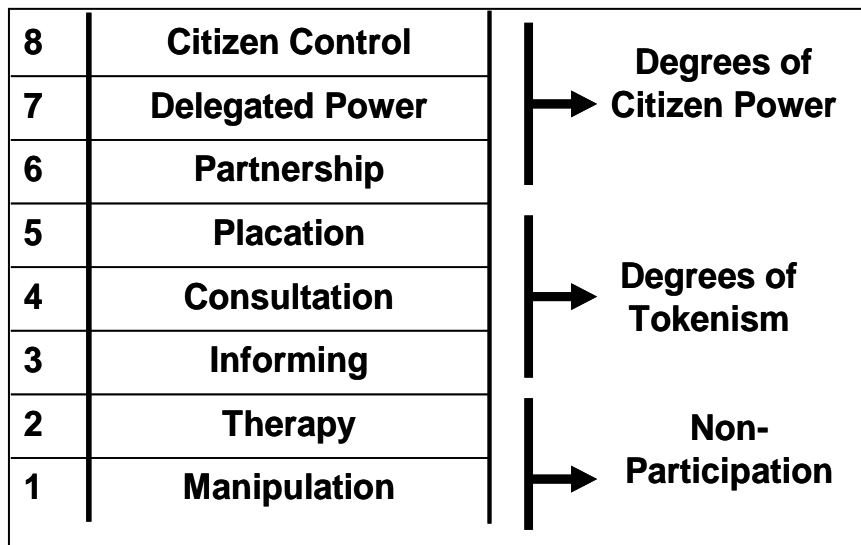 8 Citizen Control
7 Delegated Power
6 Partnership
Degrees of
Citizen Power
5 Placation
4 Consultation
3 Informing
Degrees of
Tokenism
2 Therapy
1 Manipulation
Non-
Participation